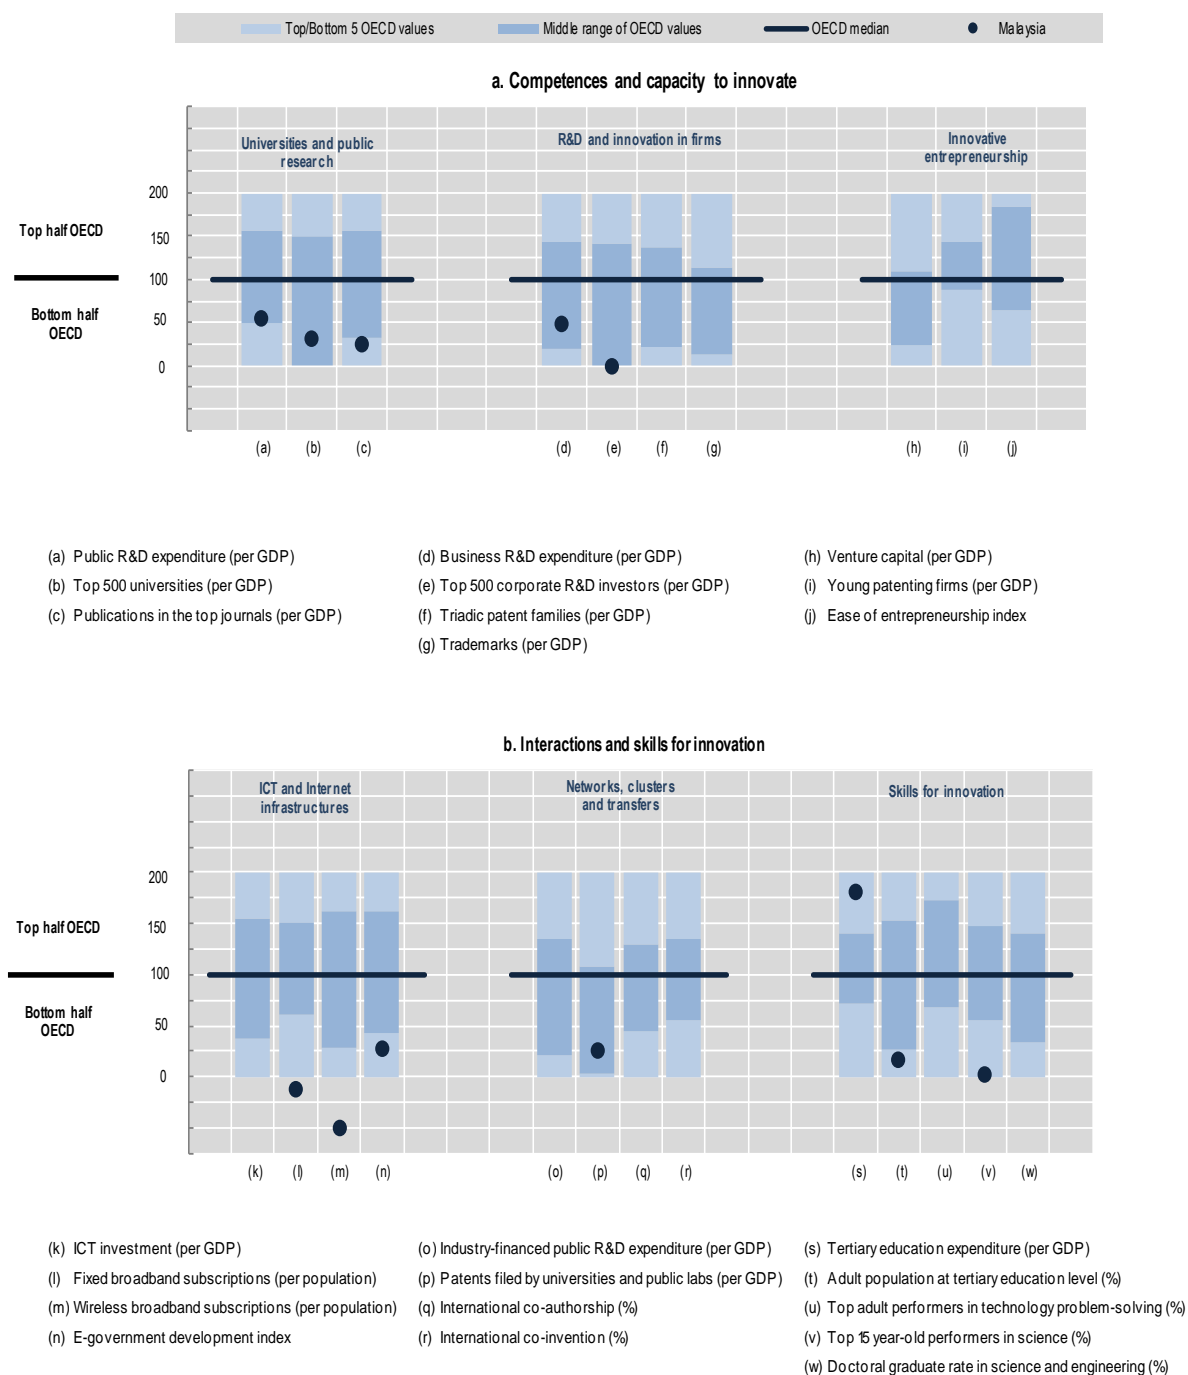 Top/Bottom 5 OECD values Middle range of OECD values OECD median Malaysia
a. Competences and capacity to innovate
Universities and public
research
R&D and innovation in firms
Innovative
entrepreneurship
200
150
100
50
0
Top half OECD
Bottom half
OECD
(a) (b) (c) (d) (e) (f) (g) (h) (i) (j)
(a) Public R&D expenditure (per GDP)
(b) Top 500 universities (per GDP)
(c) Publications in the top journals (per GDP)
(d) Business R&D expenditure (per GDP)
(e) Top 500 corporate R&D investors (per GDP)
(f) Triadic patent families (per GDP)
(g) Trademarks (per GDP)
(h) Venture capital (per GDP)
(i) Young patenting firms (per GDP)
(j) Ease of entrepreneurship index
b. Interactions and skills for innovation
ICT and Internet
infrastructures
Networks, clusters
and transfers
Skills for innovation
200
150
100
50
0
Top half OECD
Bottom half
OECD
(k) (l) (m) (n) (o) (p) (q) (r) (s) (t) (u) (v) (w)
(k) ICT investment (per GDP)
(l) Fixed broadband subscriptions (per population)
(m) Wireless broadband subscriptions (per population)
(n) E-government development index
(o) Industry-financed public R&D expenditure (per GDP)
(p) Patents filed by universities and public labs (per GDP)
(q) International co-authorship (%)
(r) International co-invention (%)
(s) Tertiary education expenditure (per GDP)
(t) Adult population at tertiary education level (%)
(u) Top adult performers in technology problem-solving (%)
(v) Top 15 year-old performers in science (%)
(w) Doctoral graduate rate in science and engineering (%)